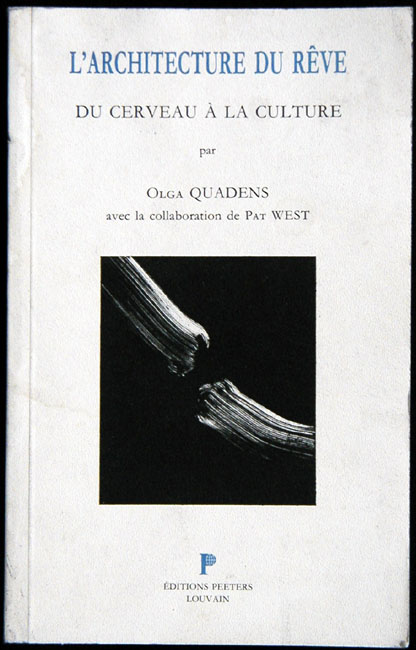 L'ARCHITECTURE DU RÊVE
DU CERVEAU À LA CULTURE
par
OLGA QUADENS
avec la collaboration de PAT WEST
P
ÉDITIONS PEETERS
LOUVAIN